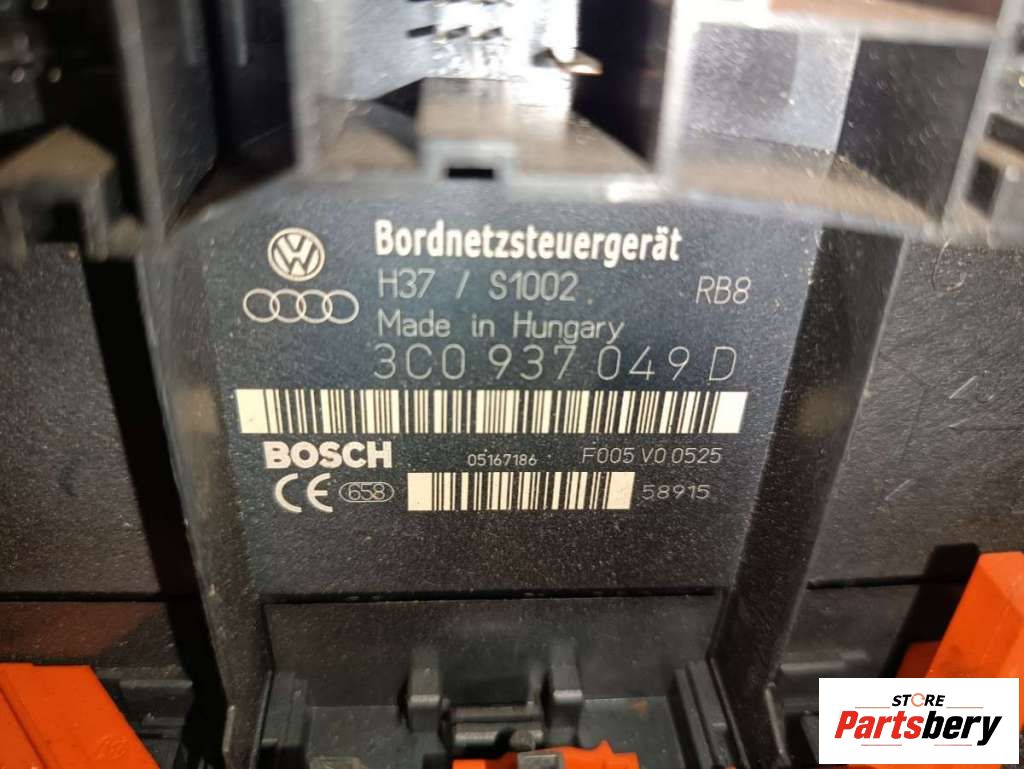 Bordnetzsteuergerät
H37 / S1002 RB8
Made in Hungary
3C0 937 049 D
BOSCH 05167186 F005 V0 0525
CE 658 58915
STORE
Partsbery